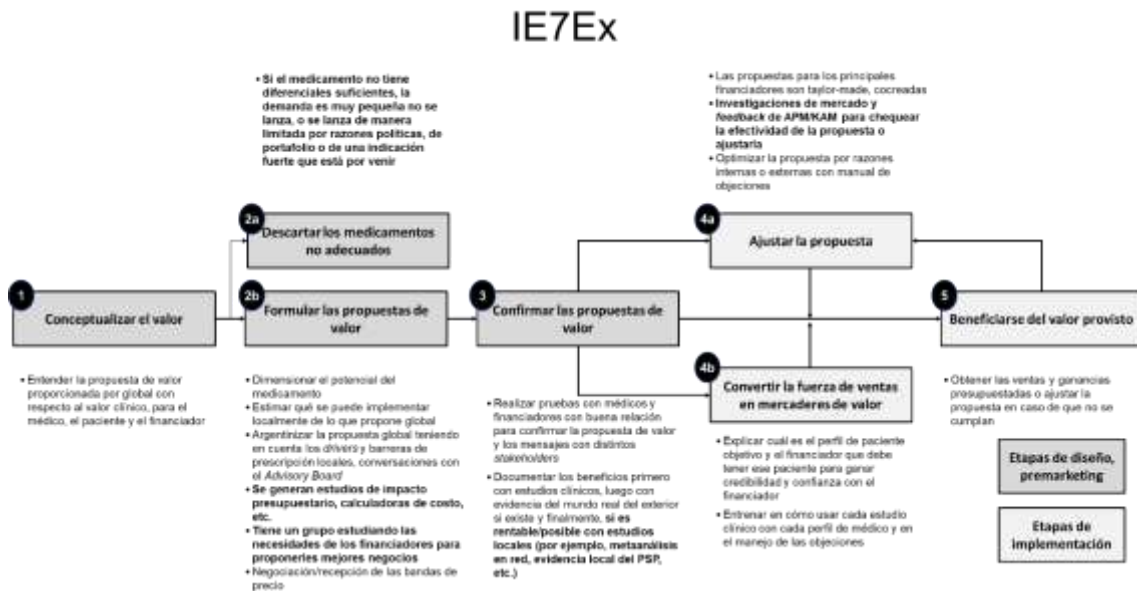 IE7Ex
• Si el medicamento no tiene
diferenciales suficientes, la
demanda es muy pequeña no se
lanza, o se lanza de manera
limitada por razones políticas, de
portafolio o de una indicación
fuerte que está por venir
• Las propuestas para los principales
financiadores son taylor-made, cocreadas
• Investigaciones de mercado y
feedback de APM/KAM para chequear
la efectividad de la propuesta o
ajustarla
• Optimizar la propuesta por razones
internas o externas con manual de
objeciones
2a
Descartar los medicamentos
no adecuados
4a
Ajustar la propuesta
1
Conceptualizar el valor
2b
Formular las propuestas de
valor
3
Confirmar las propuestas de
valor
5
Beneficiarse del valor provisto
4b
Convertir la fuerza de ventas
en mercaderes de valor
• Entender la propuesta de valor
proporcionada por global con
respecto al valor clínico, para el
médico, el paciente y el financiador
• Dimensionar el potencial del
medicamento
• Estimar qué se puede implementar
localmente de lo que propone global
• Argentinizar la propuesta global teniendo
en cuenta los drivers y barreras de
prescripción locales, conversaciones con
el Advisory Board
• Se generan estudios de impacto
presupuestario, calculadoras de costo,
etc.
• Tiene un grupo estudiando las
necesidades de los financiadores para
proponerles mejores negocios
• Negociación/recepción de las bandas de
precio
• Realizar pruebas con médicos y
financiadores con buena relación
para confirmar la propuesta de valor
y los mensajes con distintos
stakeholders
• Documentar los beneficios primero
con estudios clínicos, luego con
evidencia del mundo real del exterior
si existe y finalmente, si es
rentable/posible con estudios
locales (por ejemplo, metaanálisis
en red, evidencia local del PSP,
etc.)
• Explicar cuál es el perfil de paciente
objetivo y el financiador que debe
tener ese paciente para ganar
credibilidad y confianza con el
financiador
• Entrenar en cómo usar cada estudio
clínico con cada perfil de médico y en
el manejo de las objeciones
• Obtener las ventas y ganancias
presupuestadas o ajustar la
propuesta en caso de que no se
cumplan
Etapas de diseño,
premarketing
Etapas de
implementación